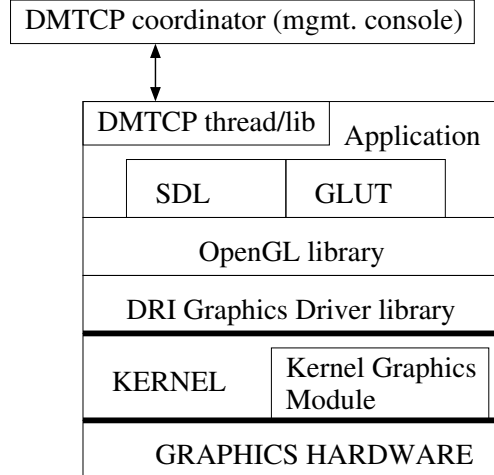 DMTCP coordinator (mgmt. console)
DMTCP thread/lib
Application
SDL
GLUT
OpenGL library
DRI Graphics Driver library
KERNEL
Kernel Graphics
Module
GRAPHICS HARDWARE